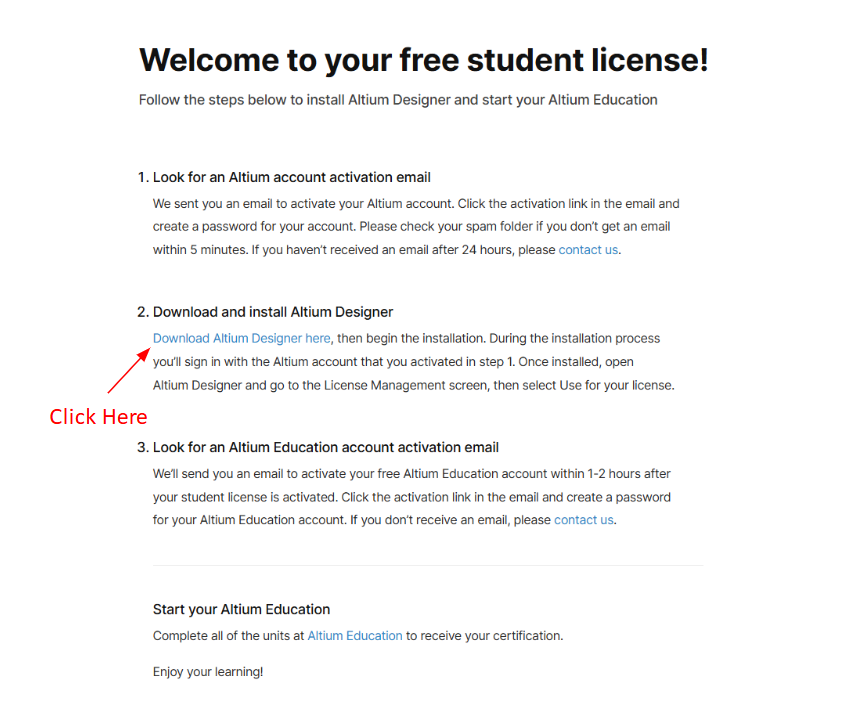 Welcome to your free student license!
Follow the steps below to install Altium Designer and start your Altium Education
1. Look for an Altium account activation email
We sent you an email to activate your Altium account. Click the activation link in the email and
create a password for your account. Please check your spam folder if you don't get an email
within 5 minutes. If you haven't received an email after 24 hours, please contact us.
2. Download and install Altium Designer
Download Altium Designer here, then begin the installation. During the installation process
you'll sign in with the Altium account that you activated in step 1. Once installed, open
Altium Designer and go to the License Management screen, then select Use for your license.
Click Here
3. Look for an Altium Education account activation email
We'll send you an email to activate your free Altium Education account within 1-2 hours after
your student license is activated. Click the activation link in the email and create a password
for your Altium Education account. If you don't receive an email, please contact us.
Start your Altium Education
Complete all of the units at Altium Education to receive your certification.
Enjoy your learning!